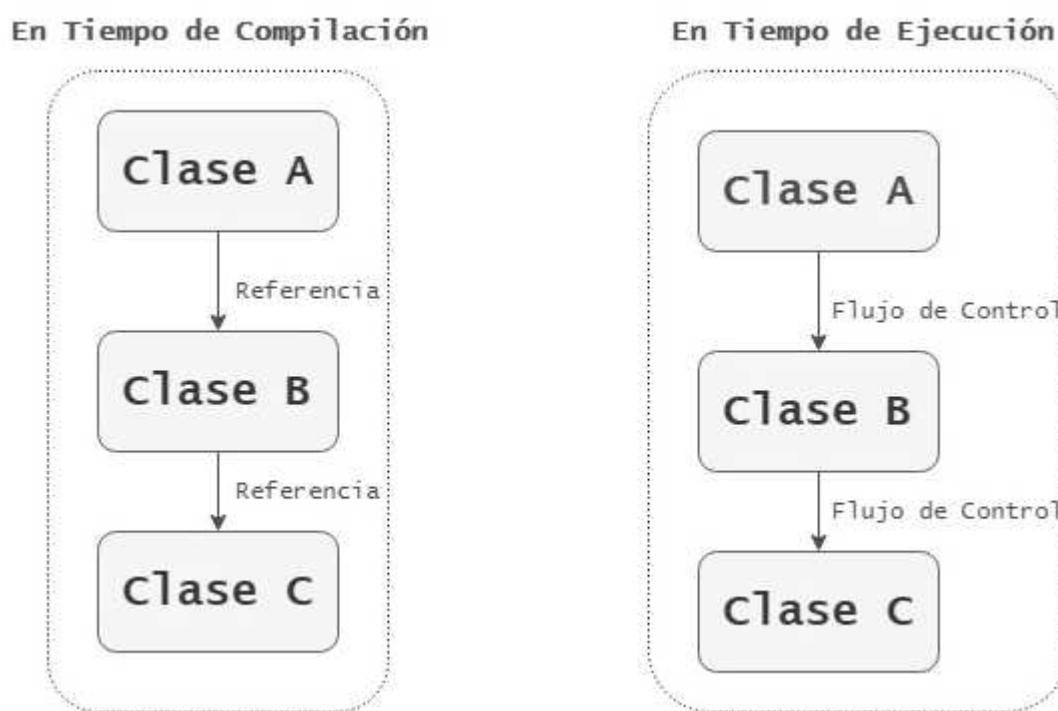 En Tiempo de Compilación
Clase A
Referencia
Clase B
Referencia
Clase C
En Tiempo de Ejecución
Clase A
Flujo de Control
Clase B
Flujo de Control
Clase C